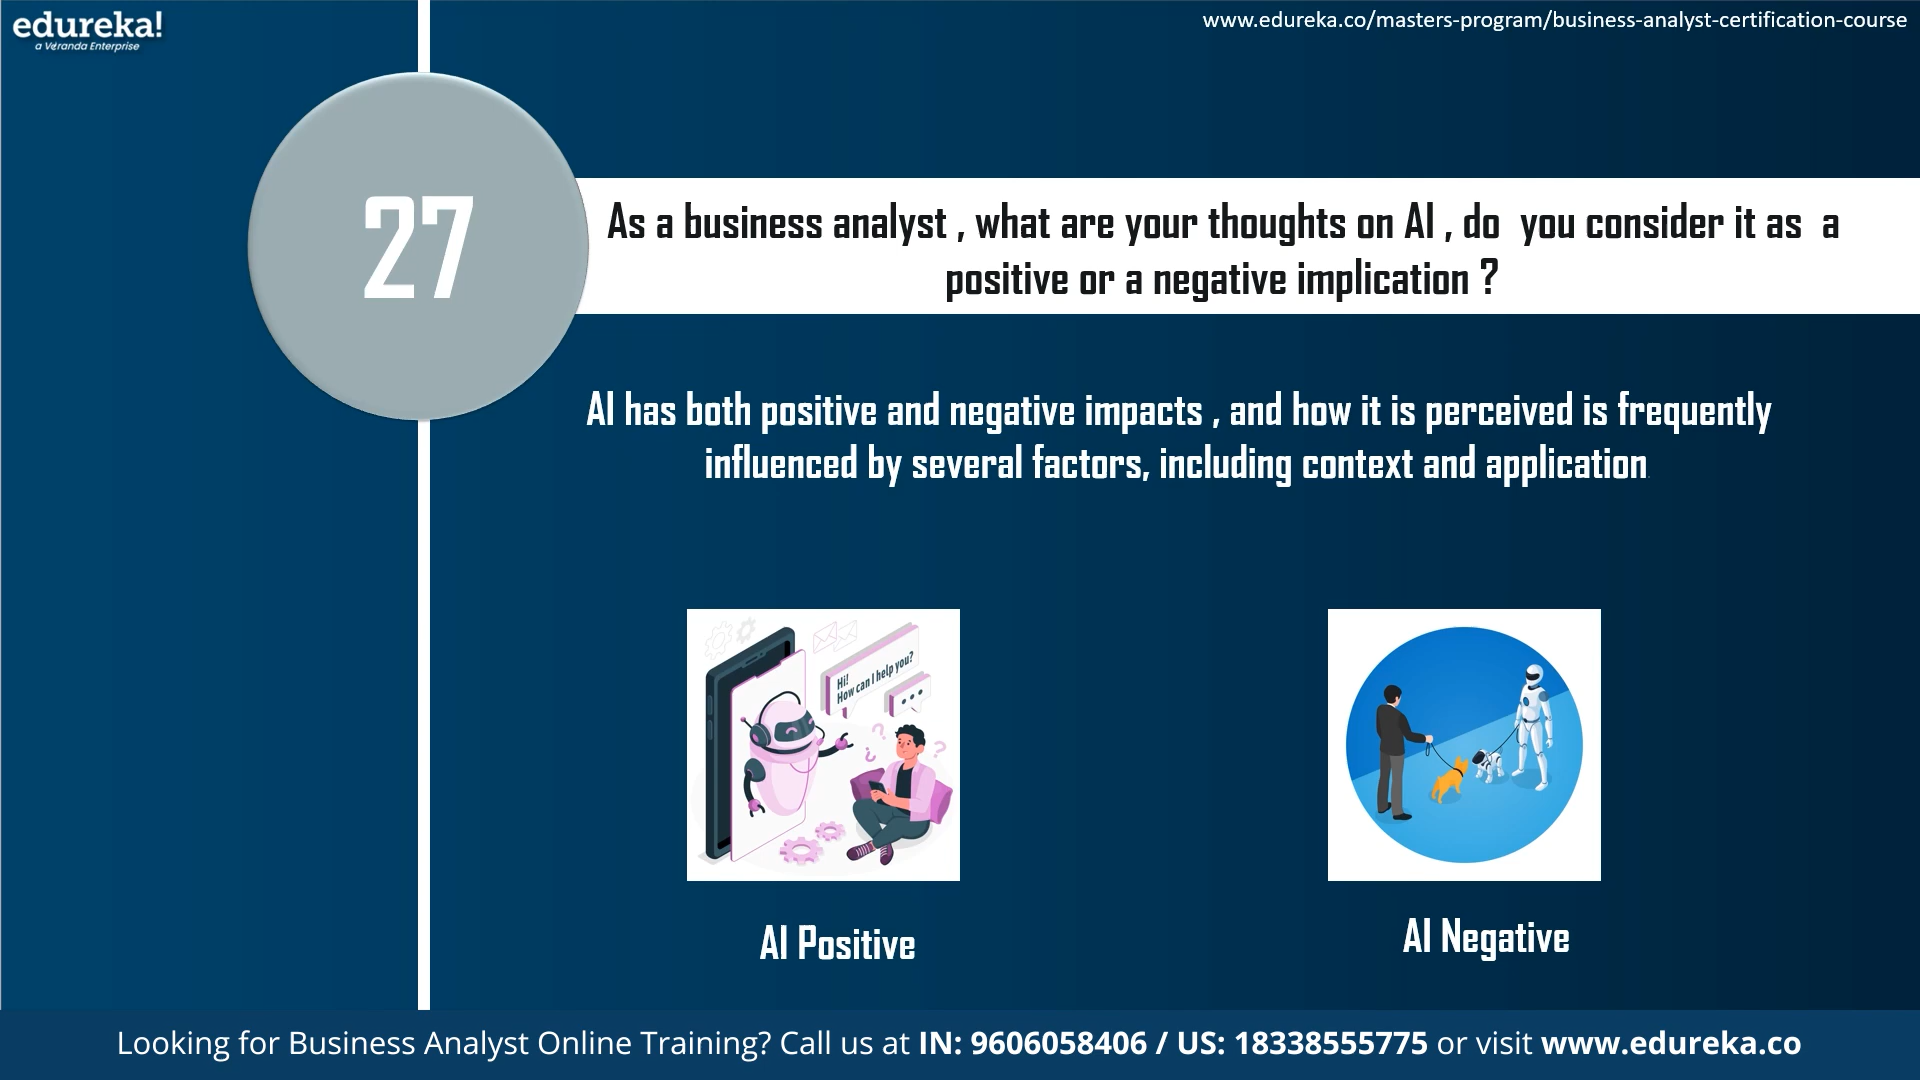 edureka!
a Veranda Enterprise
www.edureka.co/masters-program/business-analyst-certification-course
27
As a business analyst , what are your thoughts on AI , do you consider it as a
positive or a negative implication ?
AI has both positive and negative impacts , and how it is perceived is frequently
influenced by several factors, including context and application
Hi!
How can I help you?
AI Positive
AI Negative
Looking for Business Analyst Online Training? Call us at IN: 9606058406 / US: 18338555775 or visit www.edureka.co